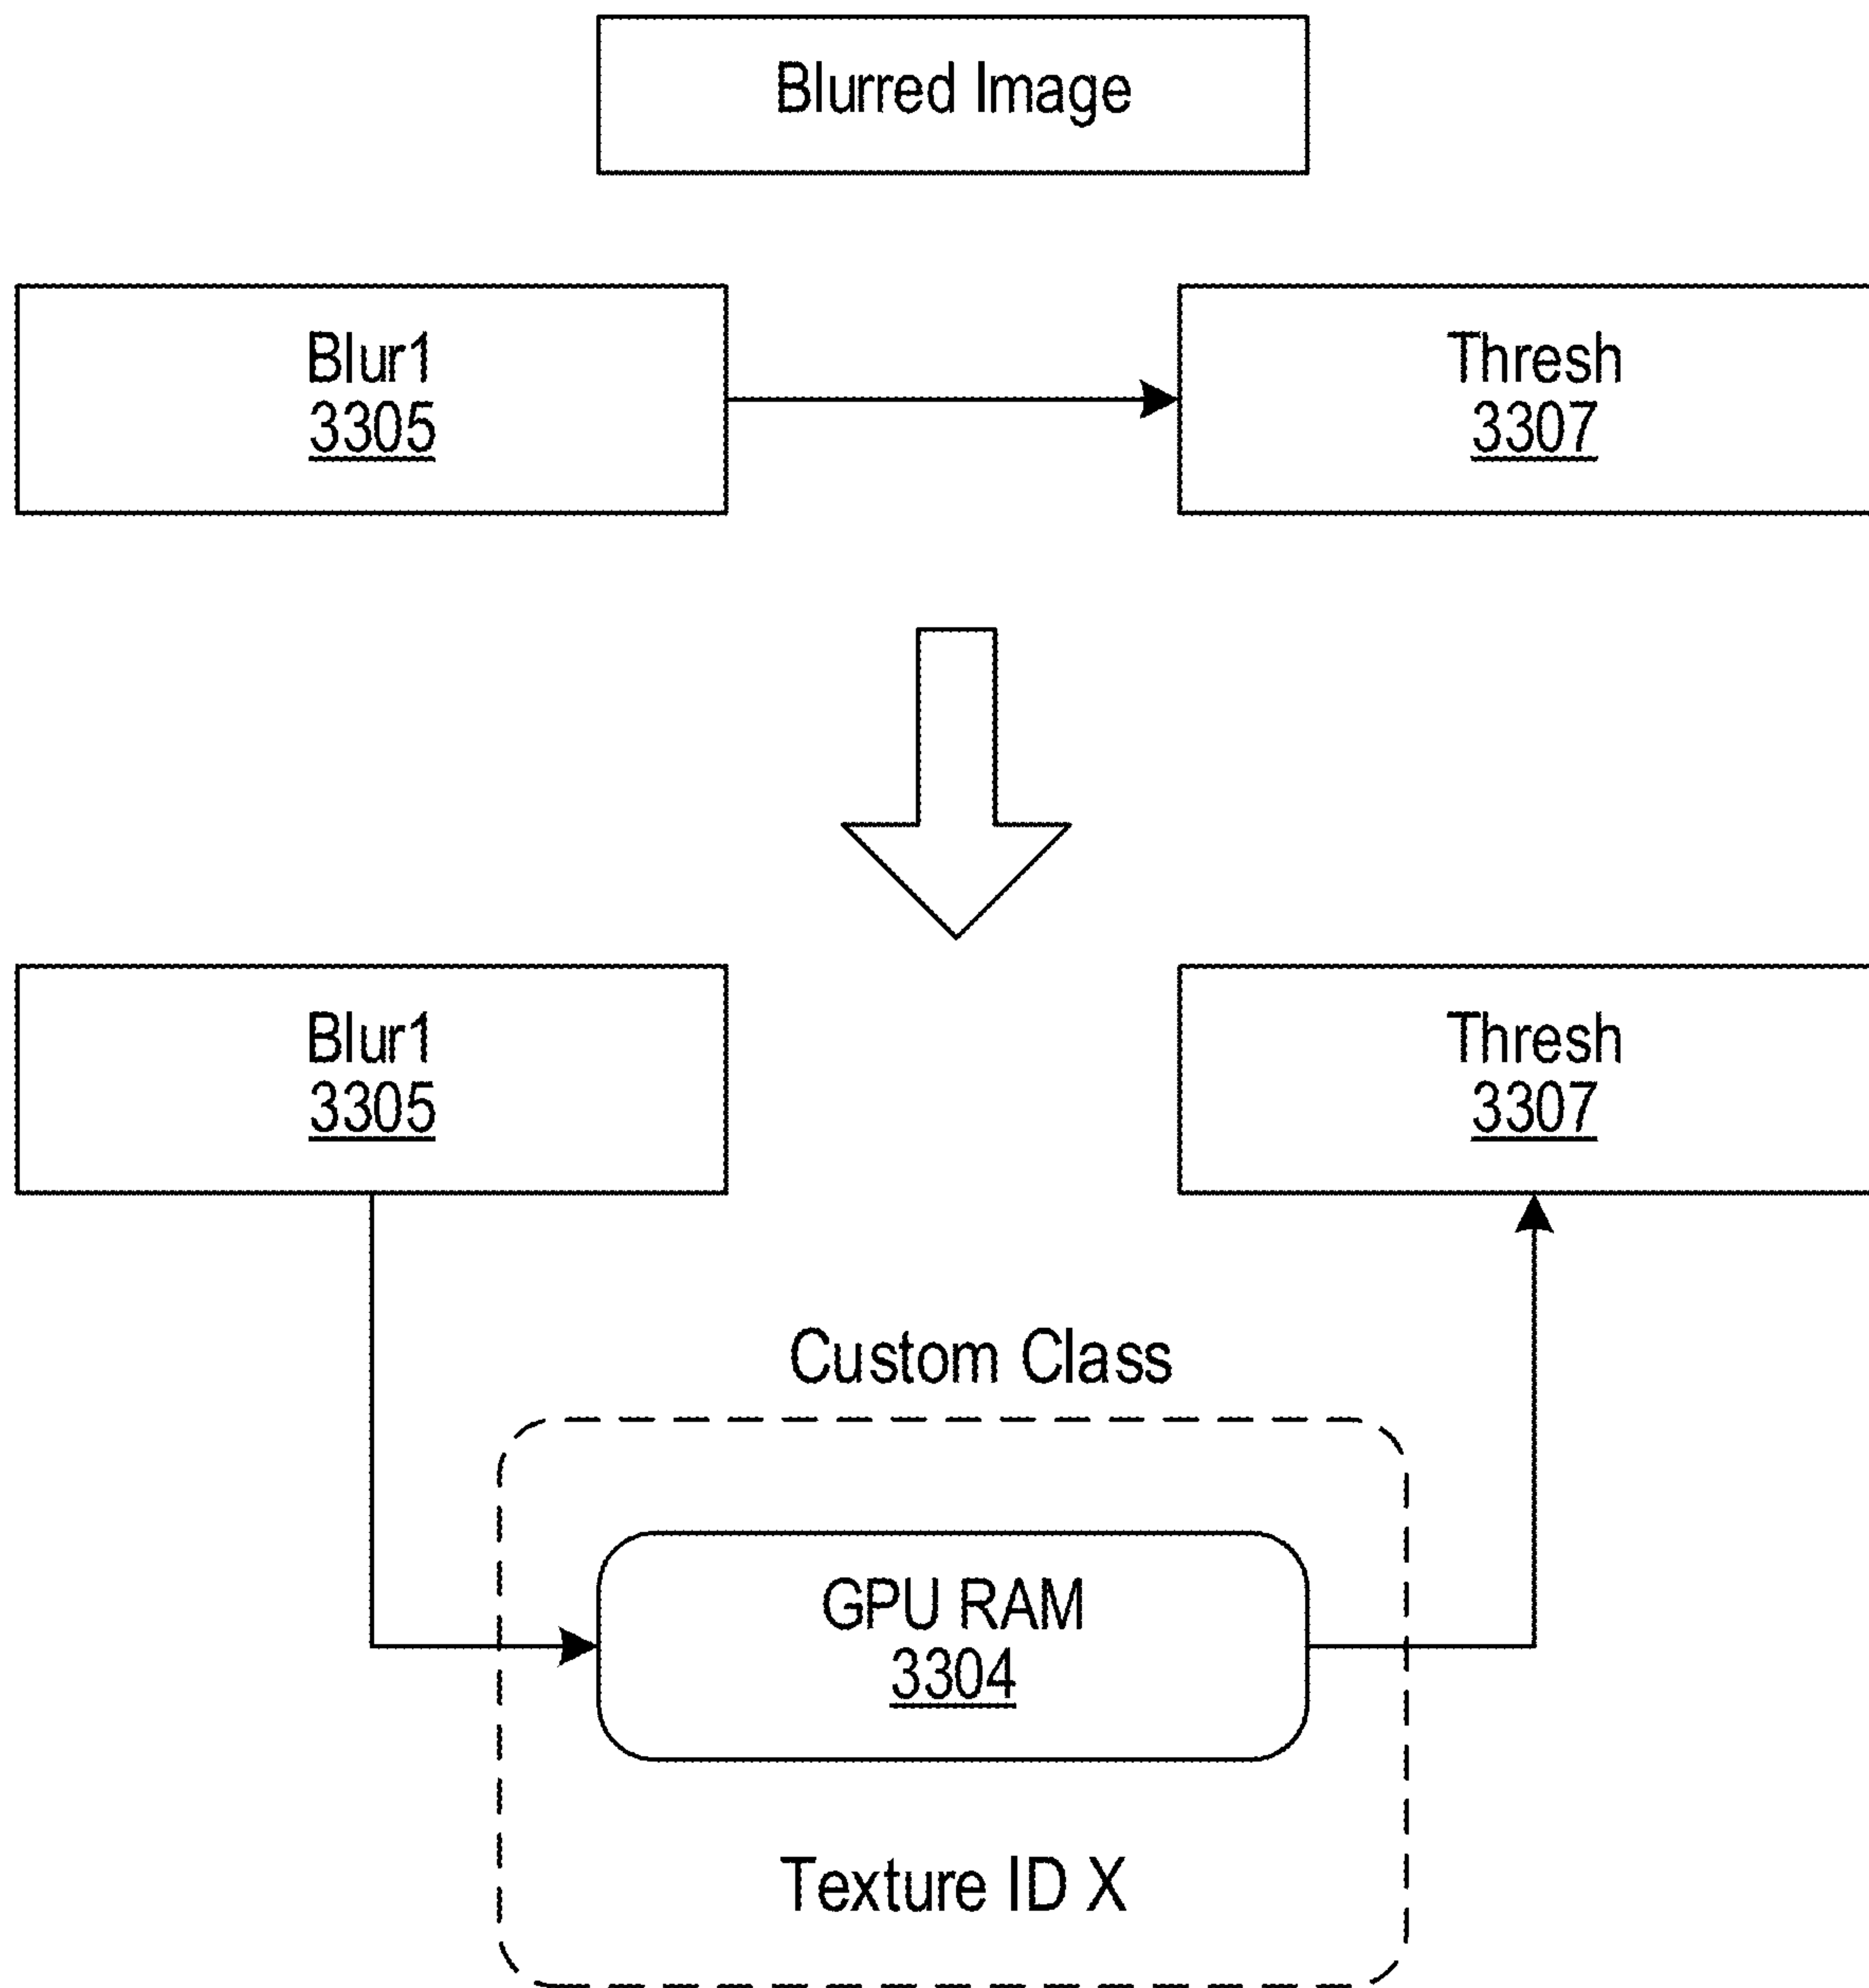 Blurred Image
Blur1
3305
Thresh
3307
Blur1
3305
Thresh
3307
Custom Class
GPU RAM
3304
Texture ID X